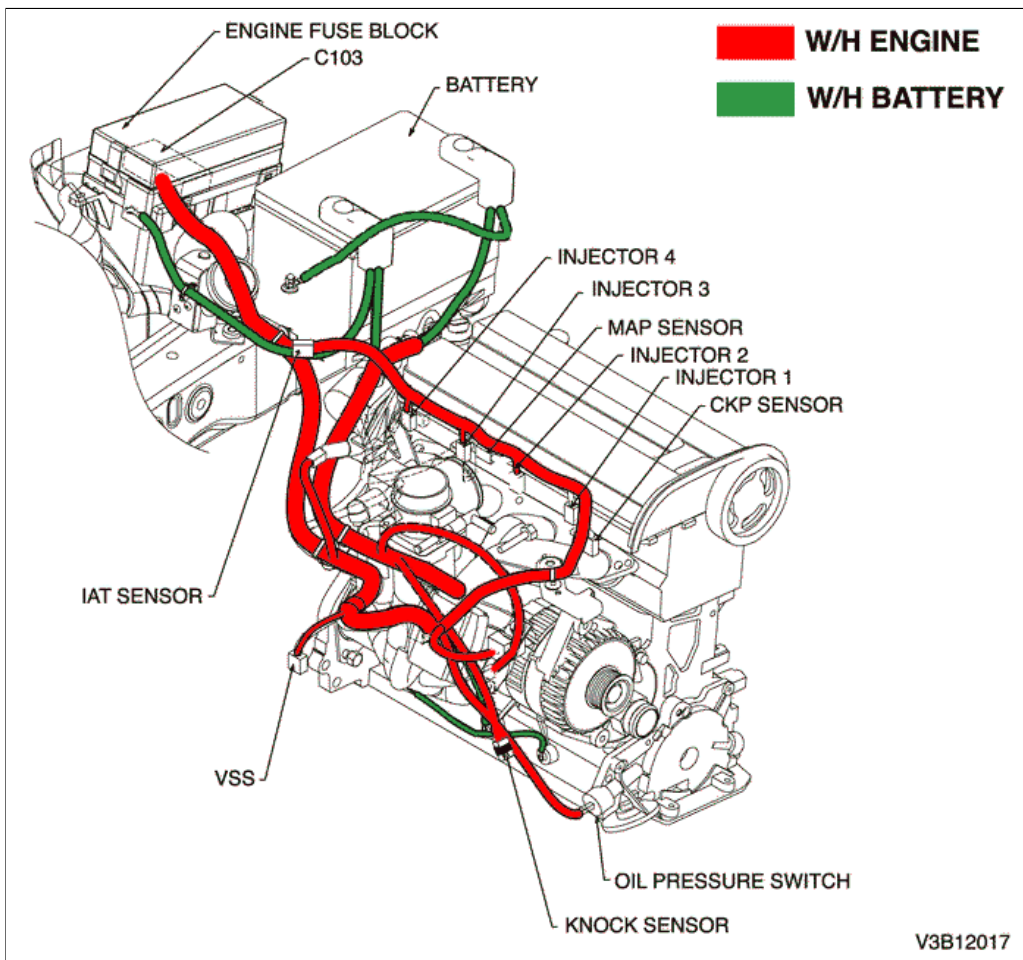 ENGINE FUSE BLOCK
C103
BATTERY
W/H ENGINE
W/H BATTERY
INJECTOR 4
INJECTOR 3
MAP SENSOR
INJECTOR 2
INJECTOR 1
CKP SENSOR
IAT SENSOR
VSS
OIL PRESSURE SWITCH
KNOCK SENSOR
V3B12017